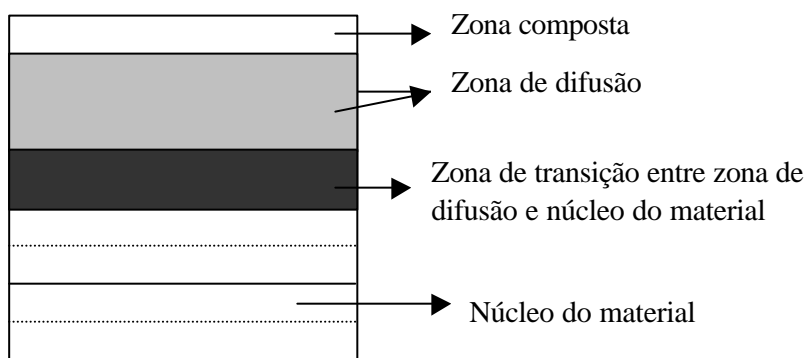 Zona composta
Zona de difusão
Zona de transição entre zona de
difusão e núcleo do material
Núcleo do material